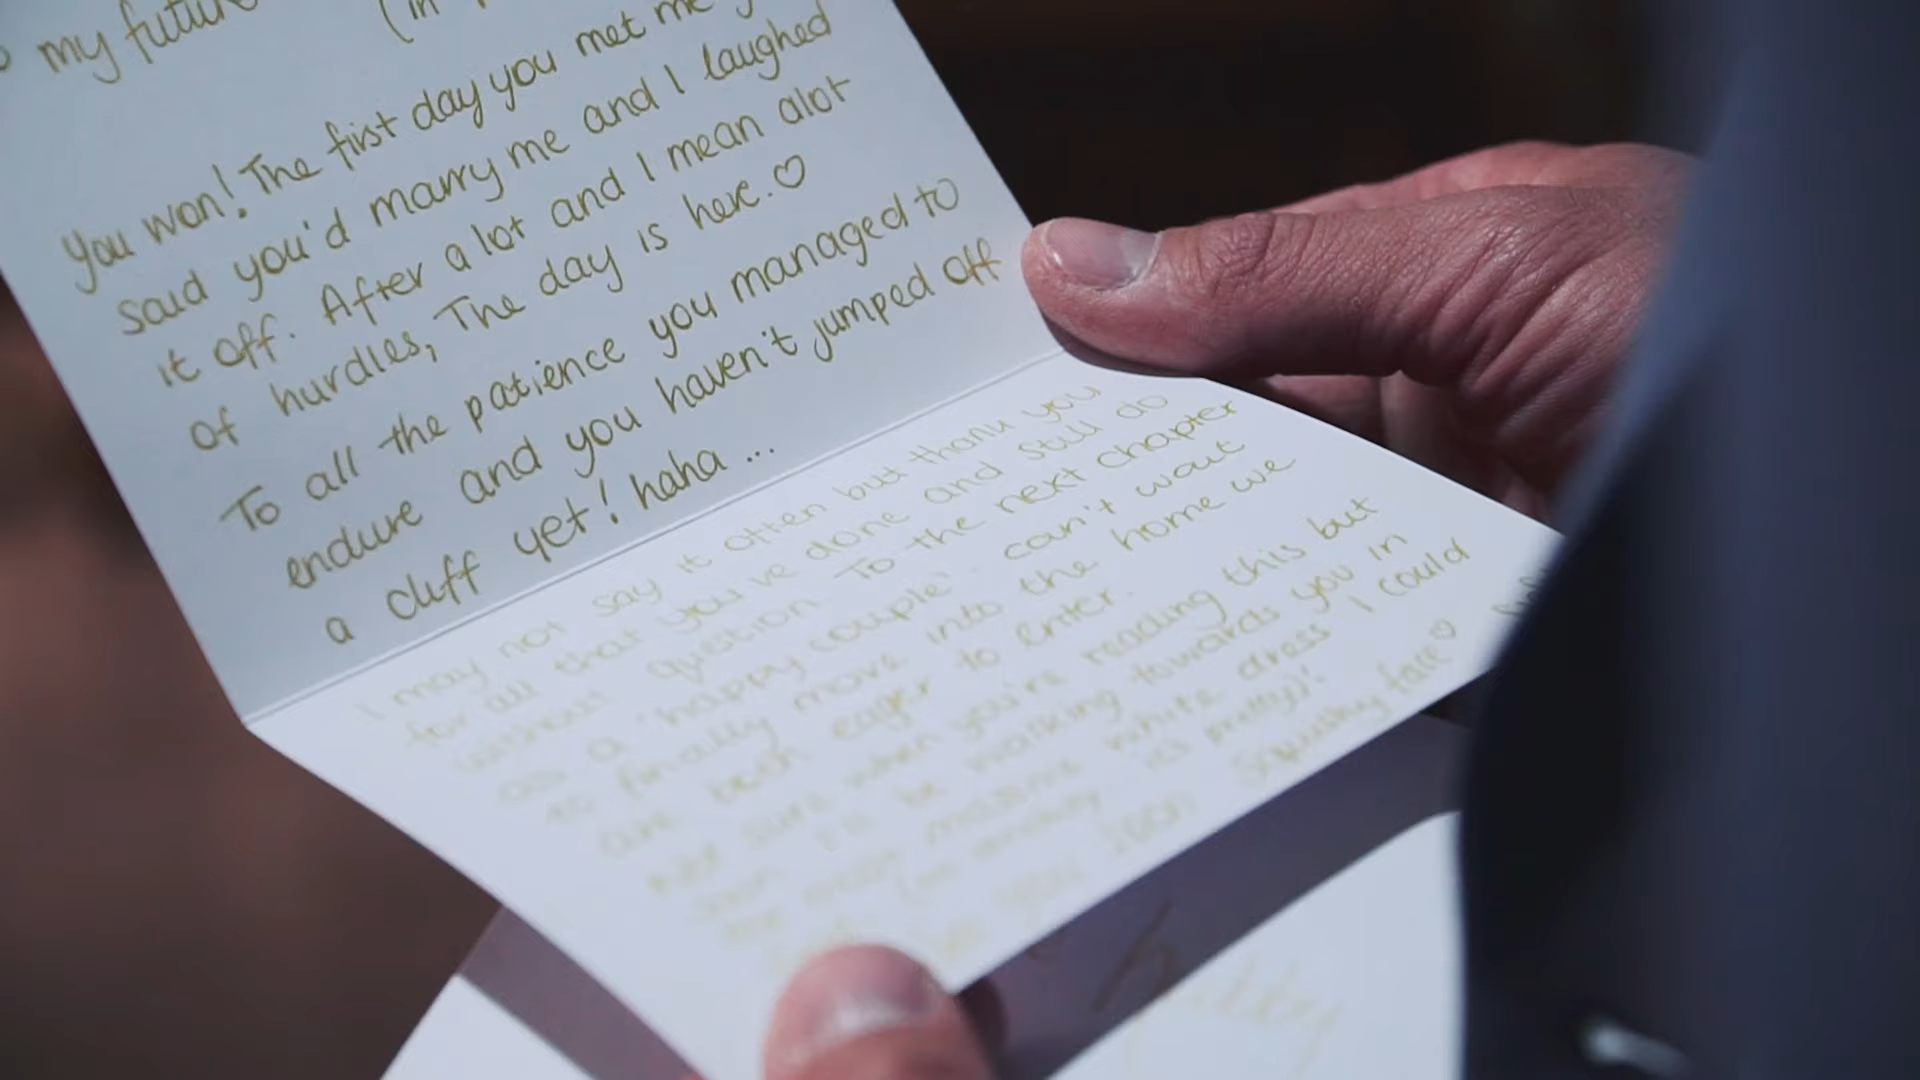 my future (in
You won! The first day you met me
said you'd marry me and I laughed
it off. After a lot and I mean alot
of hurdles, The day is here. ♡
To all the patience you managed to
endure and you haven't jumped off
a cliff yet! haha ...
I may not say it often but thank you
for all that you've done and still do
without question. To the next chapter
as a 'happy couple' - can't wait
to finally move into the home we
are both eager to enter.
Not sure when you're reading this but
soon I'll be walking towards you in
massive white dress I could
it's pretty)'.
See you soon Squishy face ♡